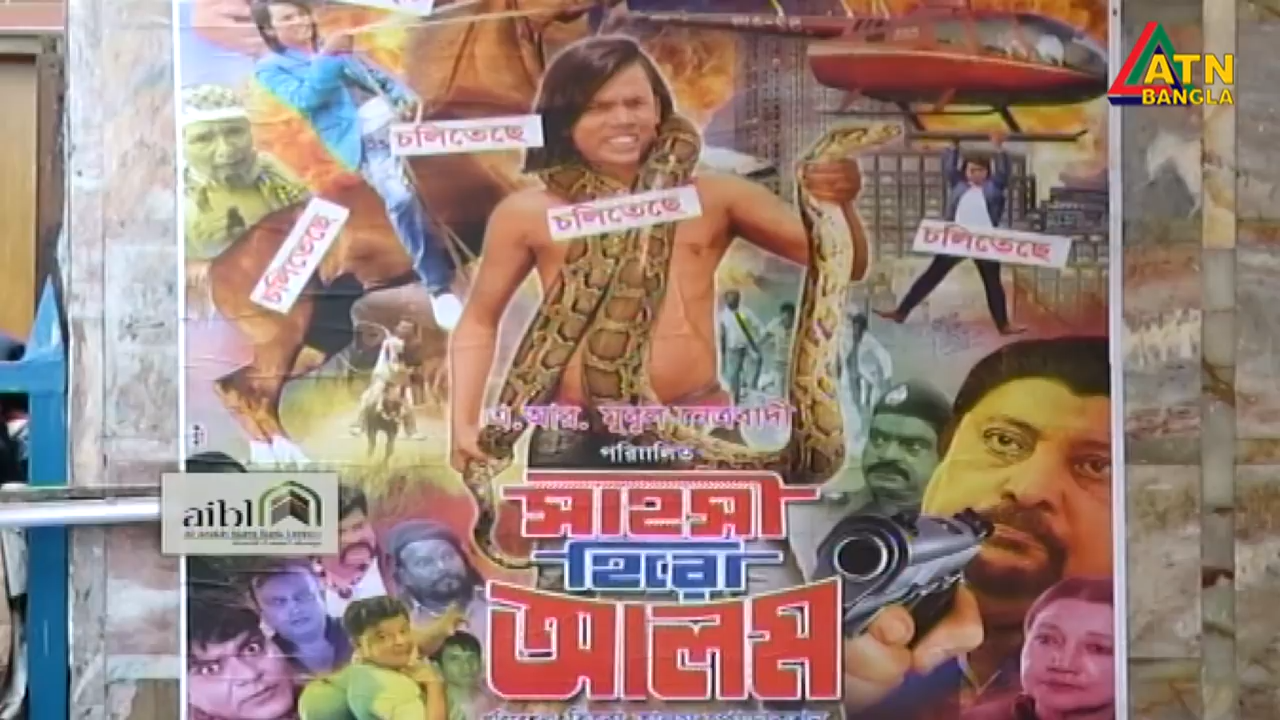 ATN
BANGLA
চলিতেছে
চলিতেছে
চলিতেছে
চলিতেছে
এ.আর. মুকুল নেত্রবাদী
পরিচালিত
সাহসী
হিরো
আলম
aibl